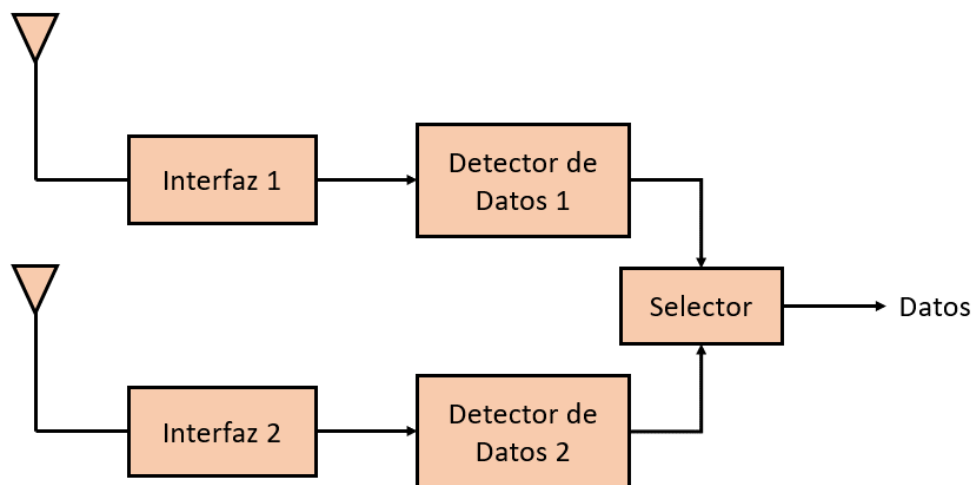 Interfaz 1
Detector de
Datos 1
Selector
Datos
Interfaz 2
Detector de
Datos 2